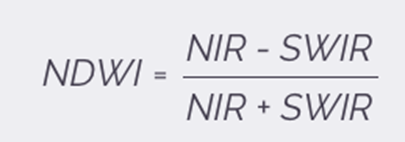 NDWI = NIR - SWIR
NIR + SWIR